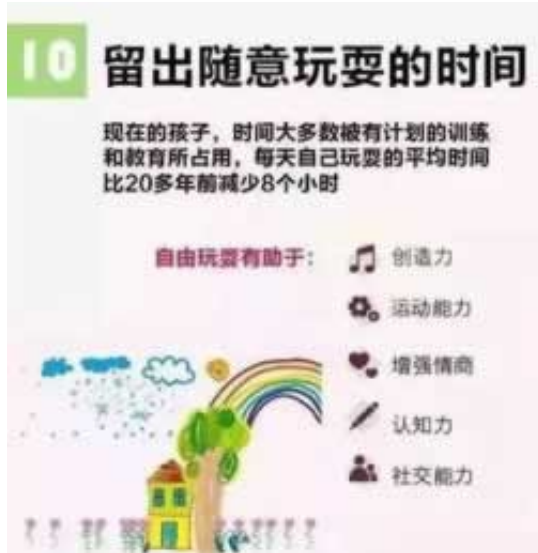 10 留出随意玩耍的时间
现在的孩子，时间大多数被有计划的训练
和教育所占用，每天自己玩耍的平均时间
比20多年前减少8个小时
自由玩耍有助于：
创造力
运动能力
增强情商
认知力
社交能力